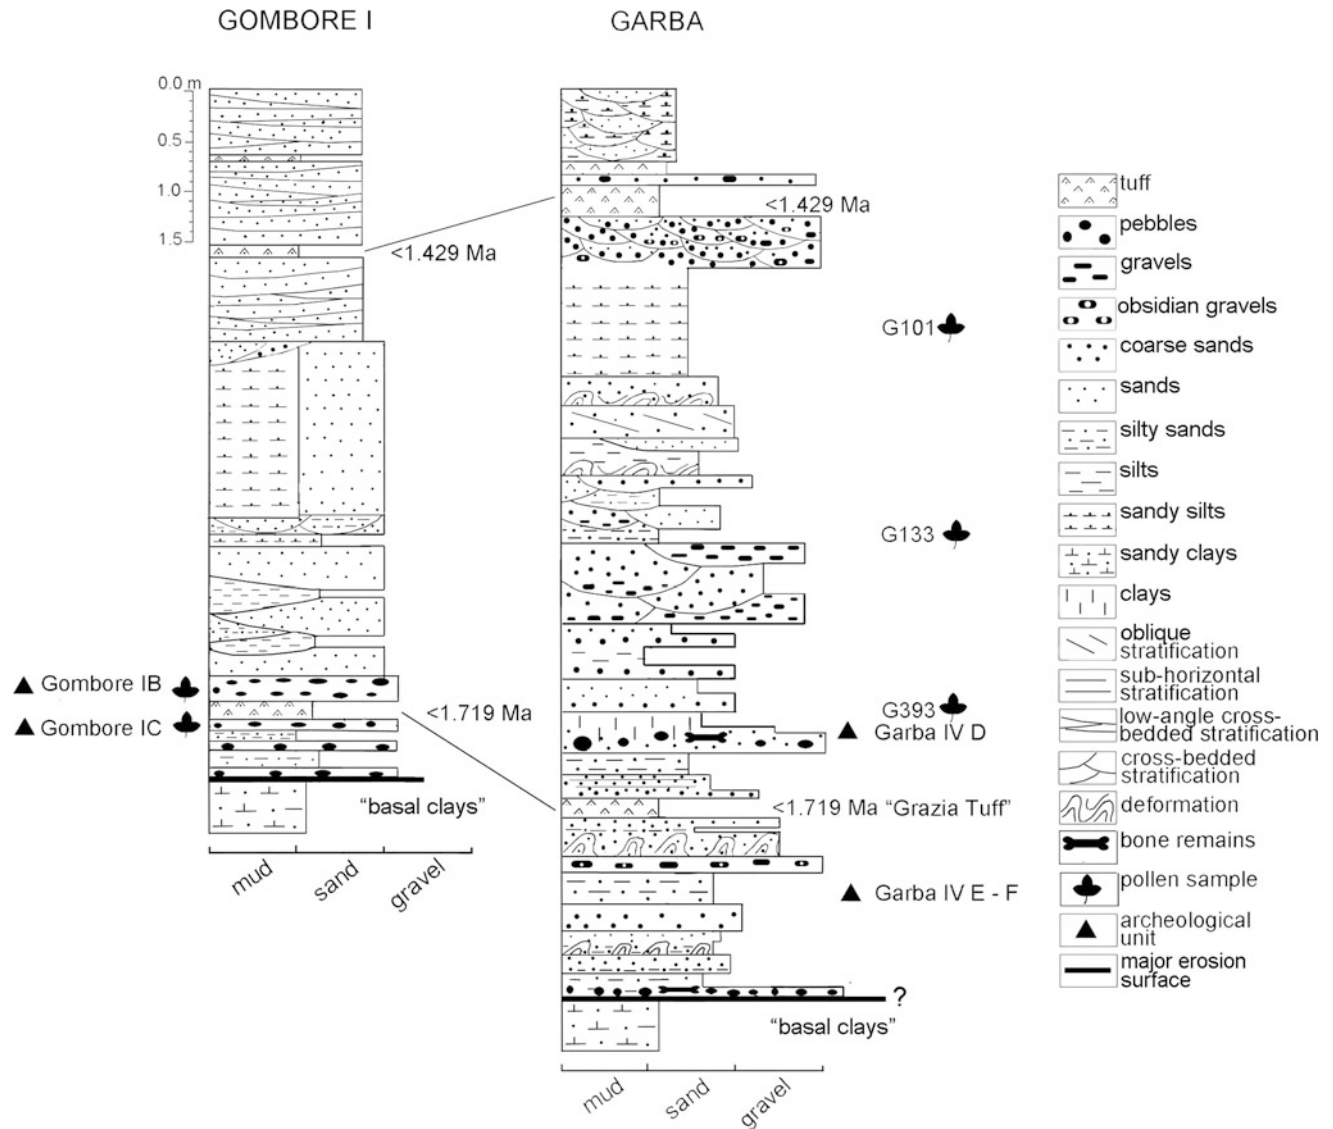 GOMBORE I
GARBA
0.0 m
0.5
1.0
1.5
<1.429 Ma
<1.429 Ma
G101
G133
Gombore IB
Gombore IC
<1.719 Ma
G393
Garba IV D
<1.719 Ma "Grazia Tuff"
"basal clays"
Garba IV E - F
mud
sand
gravel
?
"basal clays"
mud
sand
gravel
tuff
pebbles
gravels
obsidian gravels
coarse sands
sands
silty sands
silts
sandy silts
sandy clays
clays
oblique
stratification
sub-horizontal
stratification
low-angle cross-
bedded stratification
cross-bedded
stratification
deformation
bone remains
pollen sample
archeological
unit
major erosion
surface